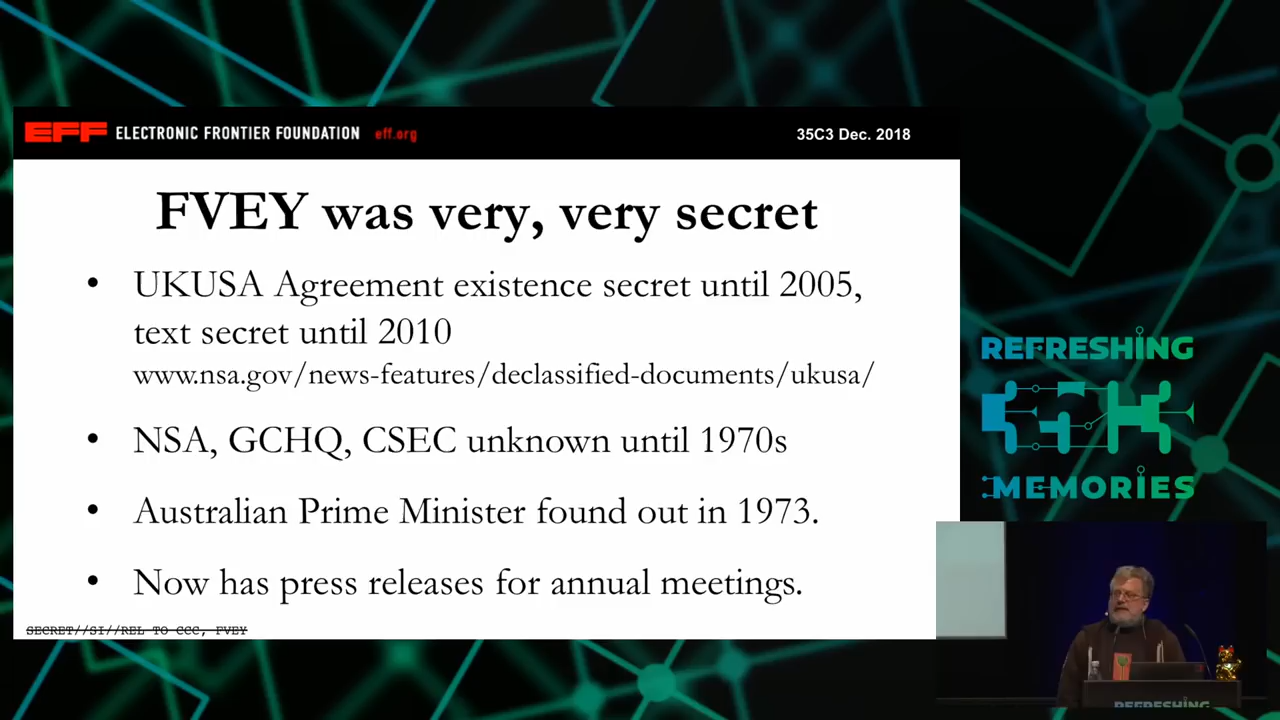 EFF ELECTRONIC FRONTIER FOUNDATION eff.org
35C3 Dec. 2018
FVEY was very, very secret
• UKUSA Agreement existence secret until 2005,
text secret until 2010
www.nsa.gov/news-features/declassified-documents/ukusa/
• NSA, GCHQ, CSEC unknown until 1970s
• Australian Prime Minister found out in 1973.
• Now has press releases for annual meetings.
SECRET//SI//REL TO CCC, FVEY
REFRESHING
MEMORIES
REFRESHING